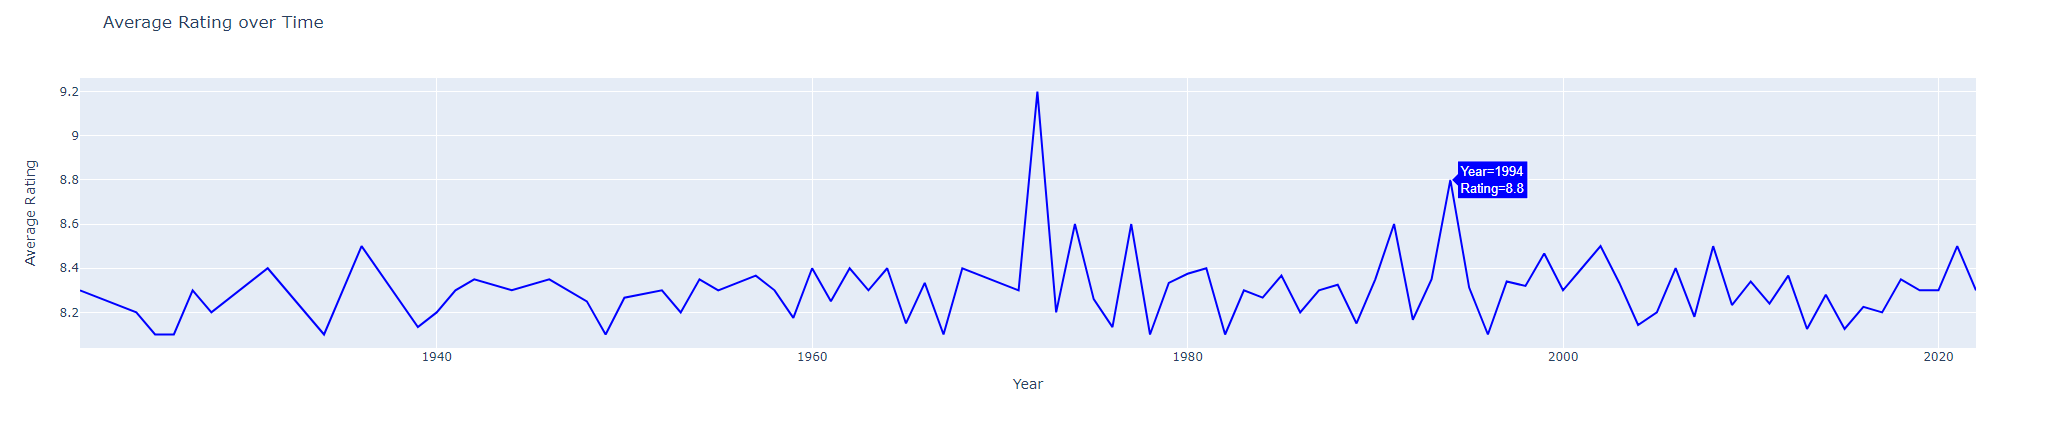 Average Rating over Time
Average Rating
9.2
9
8.8
8.6
8.4
8.2
Year=1994
Rating=8.8
1940
1960
1980
2000
2020
Year